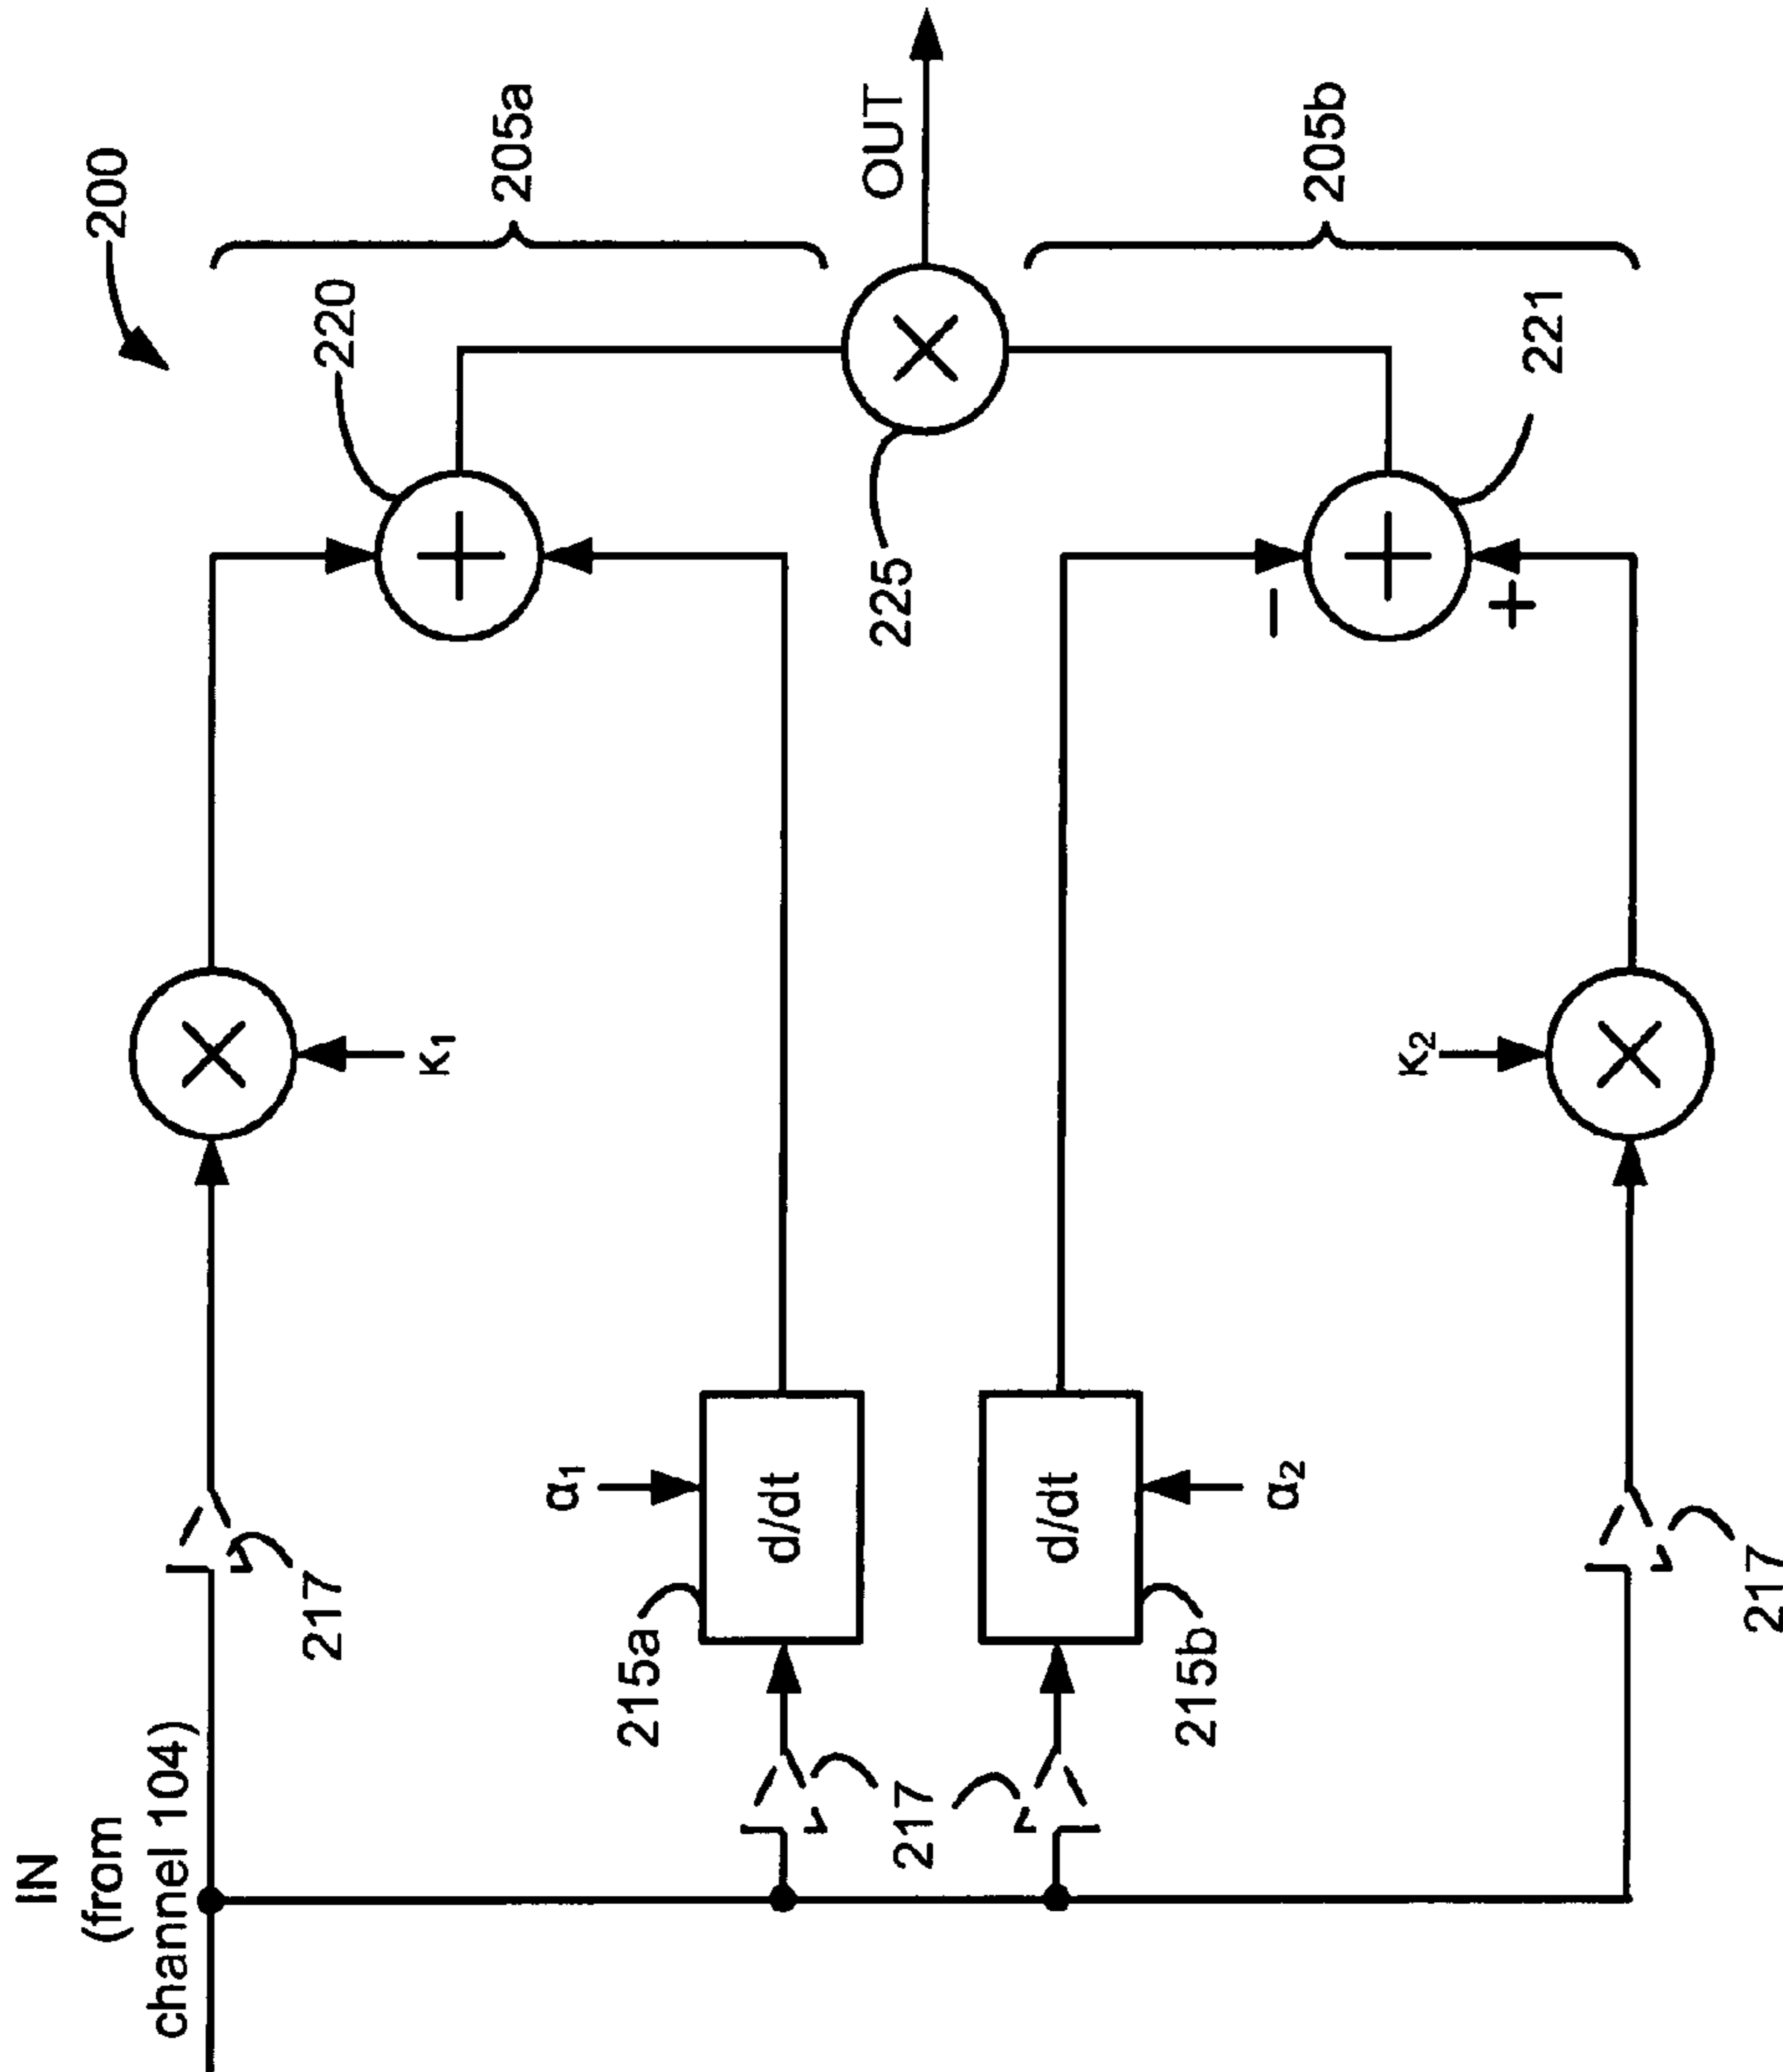 200
IN
(from
channel 104)
205a
220
OUT
K1
225
217
α1
215a
d/dt
217
d/dt
215b
α2
-
+
K2
221
205b
217